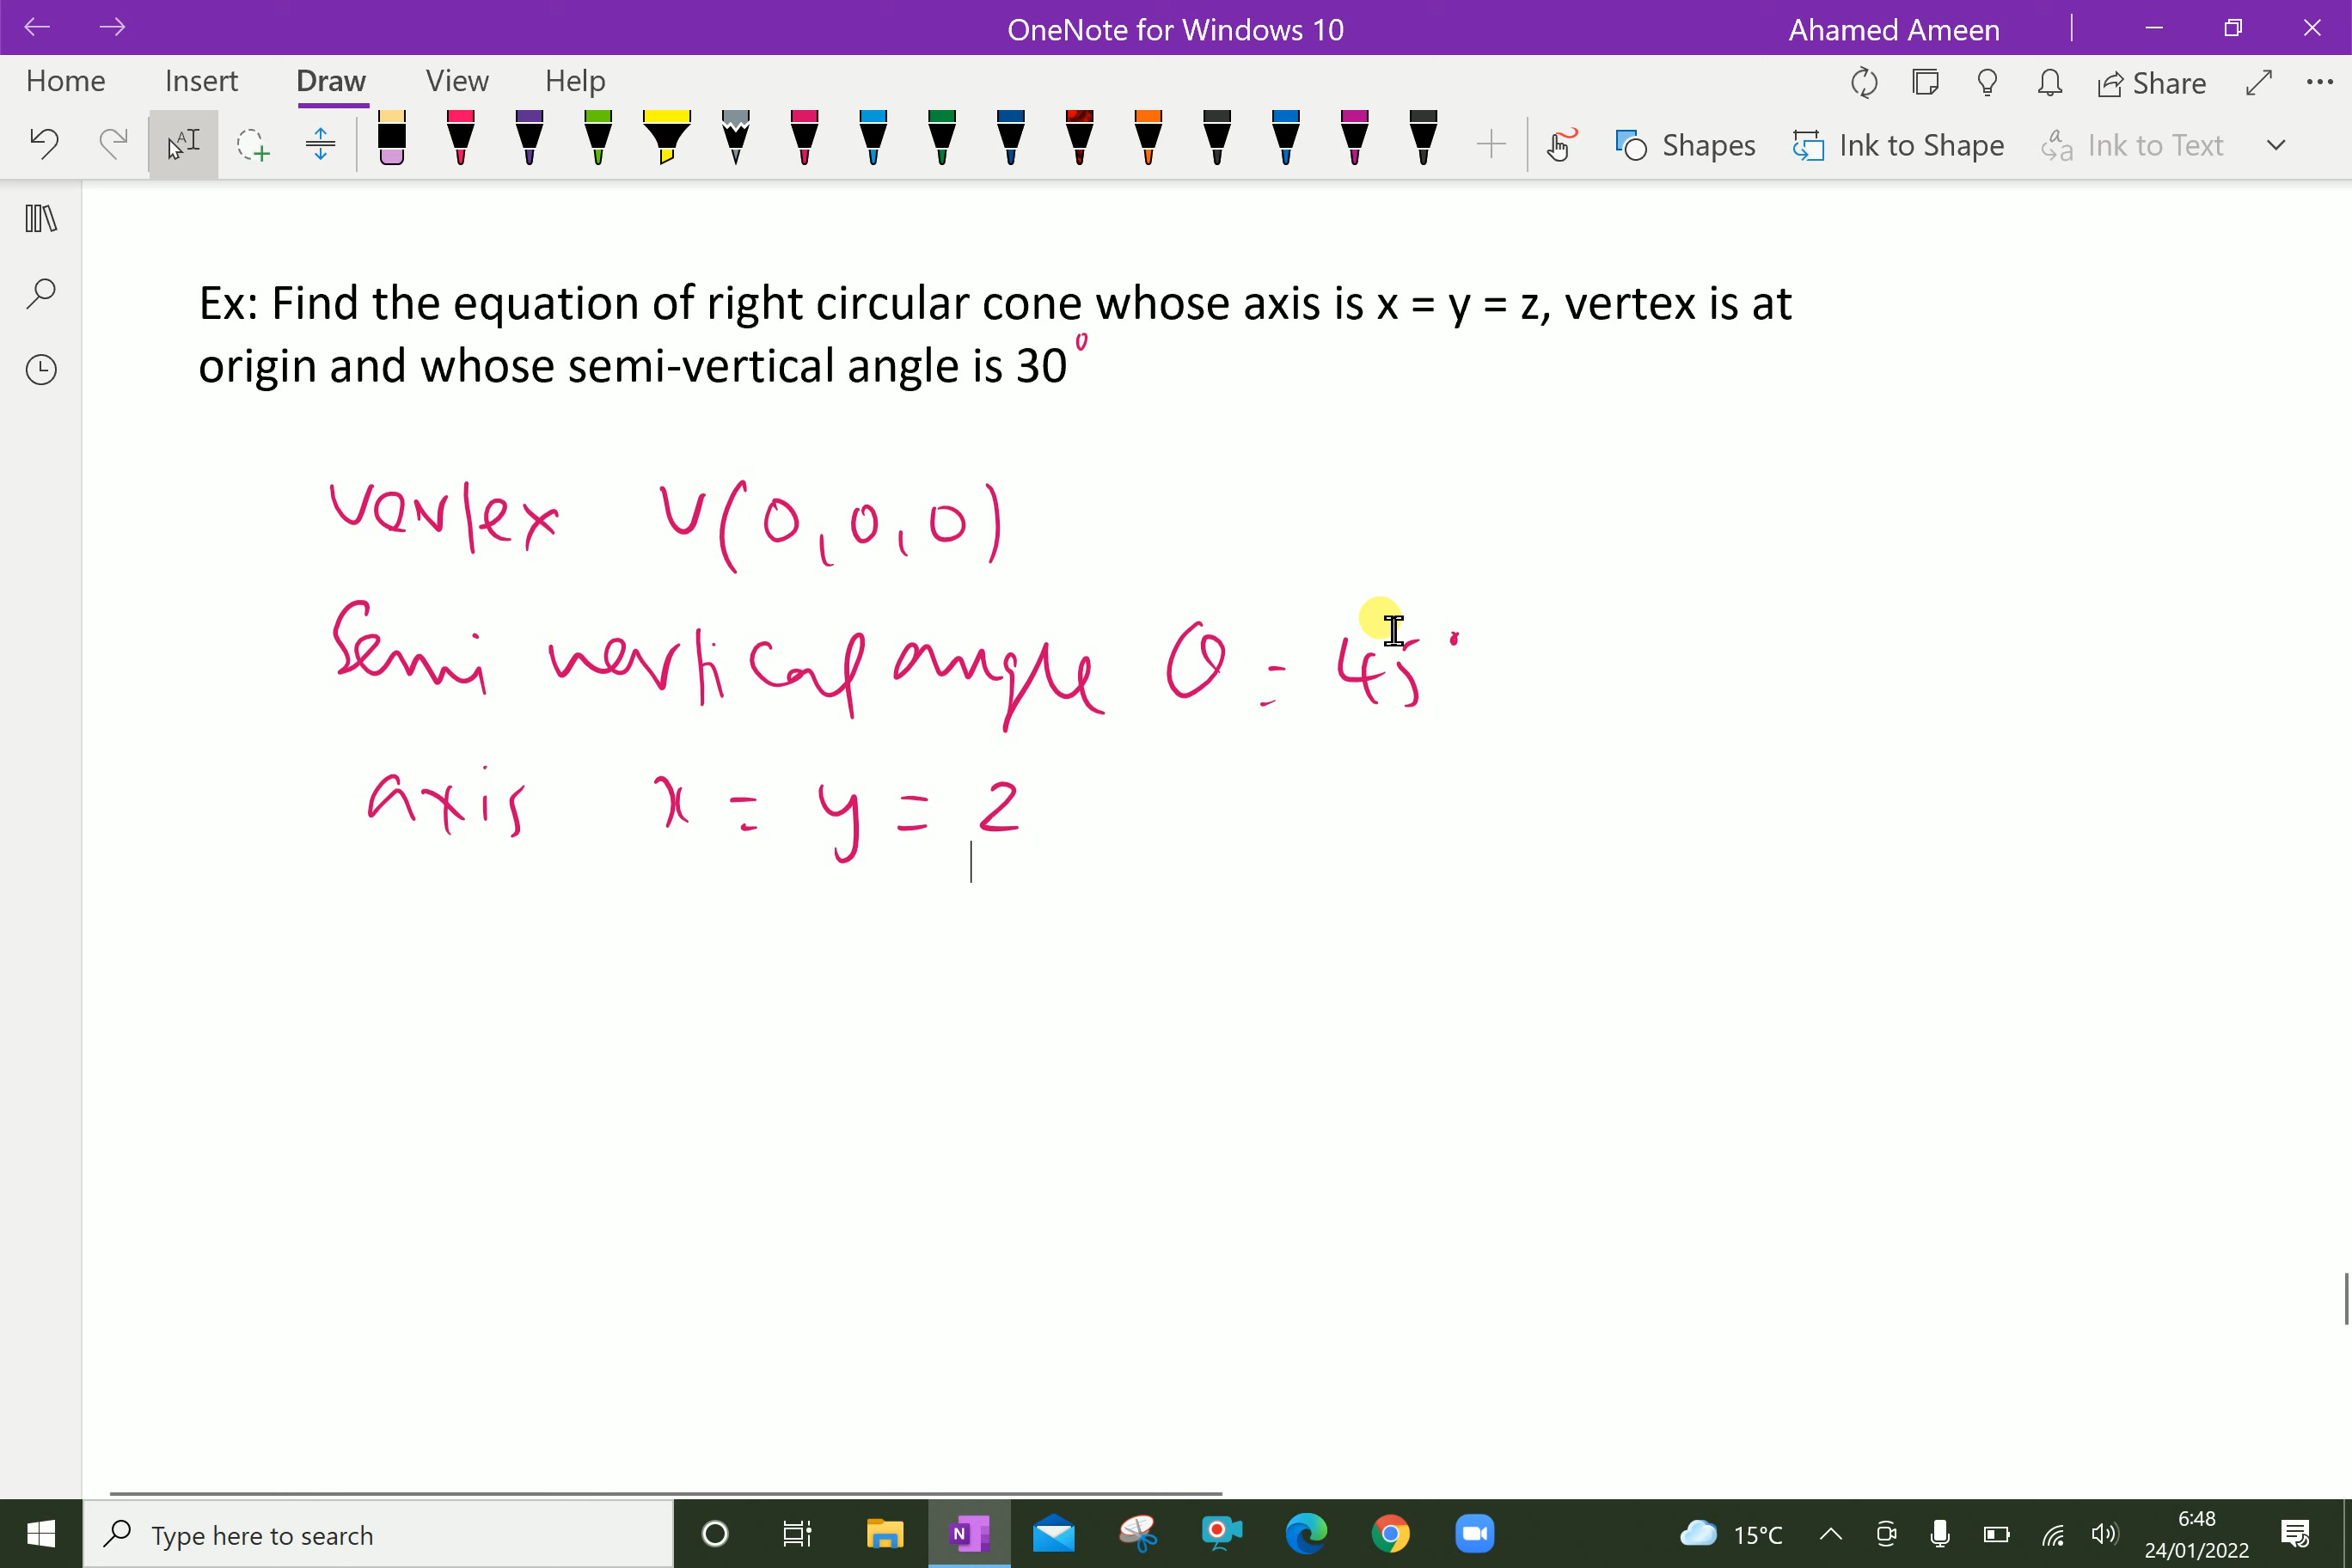 OneNote for Windows 10 Ahamed Ameen
Home Insert Draw View Help Share
Shapes Ink to Shape Ink to Text
Ex: Find the equation of right circular cone whose axis is x = y = z, vertex is at
origin and whose semi-vertical angle is 30°
vertex V(0,0,0)
Semi vertical angle θ = 45°
axis x = y = z
Type here to search 15°C 6:48
24/01/2022